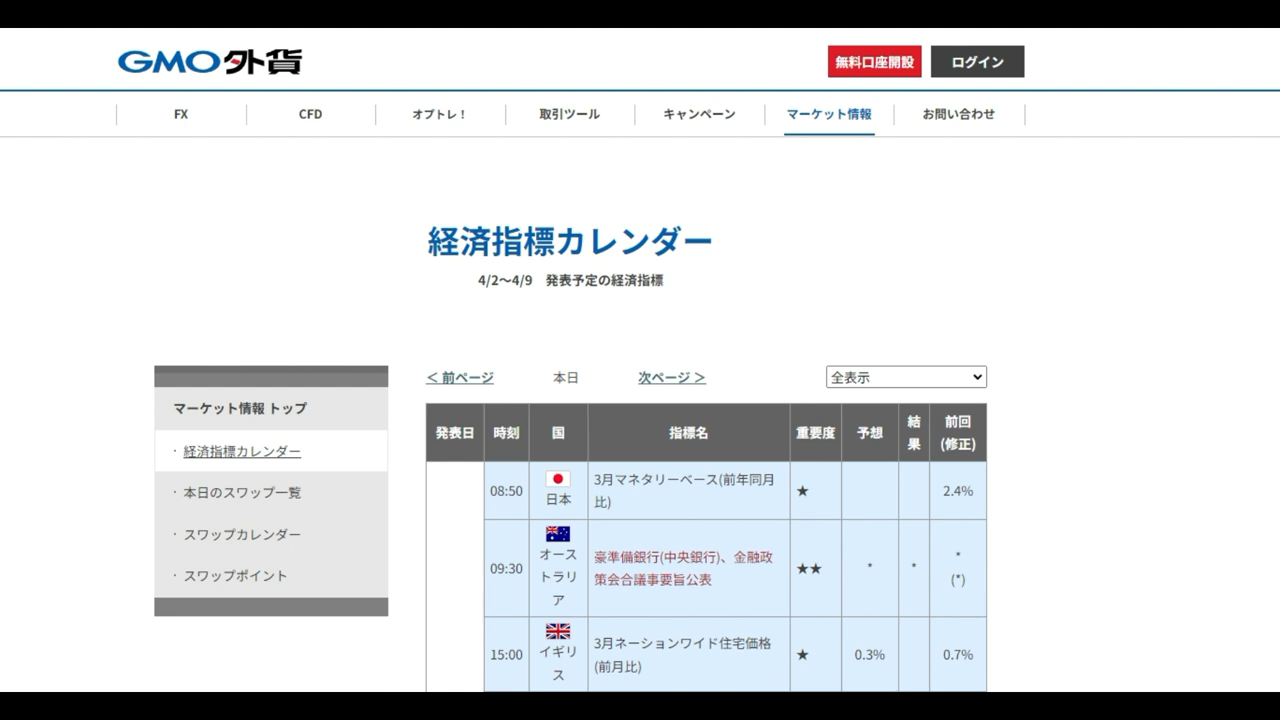 GMO外貨
無料口座開設
ログイン
FX
CFD
オプトレ！
取引ツール
キャンペーン
マーケット情報
お問い合わせ
経済指標カレンダー
4/2～4/9　発表予定の経済指標
マーケット情報 トップ
· 経済指標カレンダー
· 本日のスワップ一覧
· スワップカレンダー
· スワップポイント
＜前ページ
本日
次ページ＞
全表示
発表日
時刻
国
指標名
重要度
予想
結
果
前回
(修正)
08:50
日本
3月マネタリーベース(前年同月
比)
★
2.4%
09:30
オース
トラリ
ア
豪準備銀行(中央銀行)、金融政
策会合議事要旨公表
★★
*
*
*
(*)
15:00
イギリ
ス
3月ネーションワイド住宅価格
(前月比)
★
0.3%
0.7%